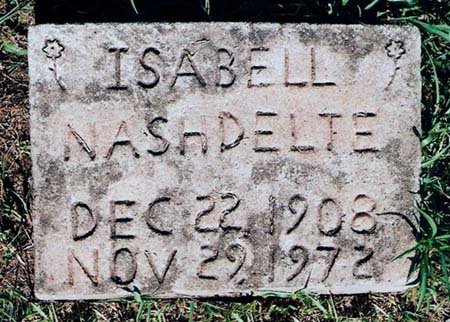 ISABELL
NAShDELTE
DEC 22 1908
NOV 29, 1972